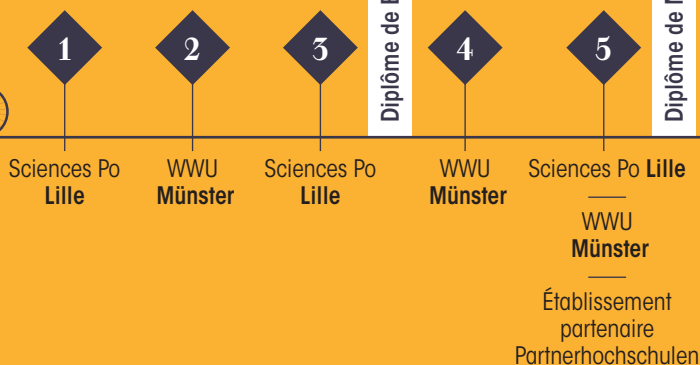 1
2
3
Diplôme de
4
5
Diplôme de
Sciences Po
Lille
WWU
Münster
Sciences Po
Lille
WWU
Münster
Sciences Po Lille
WWU
Münster
Établissement
partenaire
Partnerhochschulen